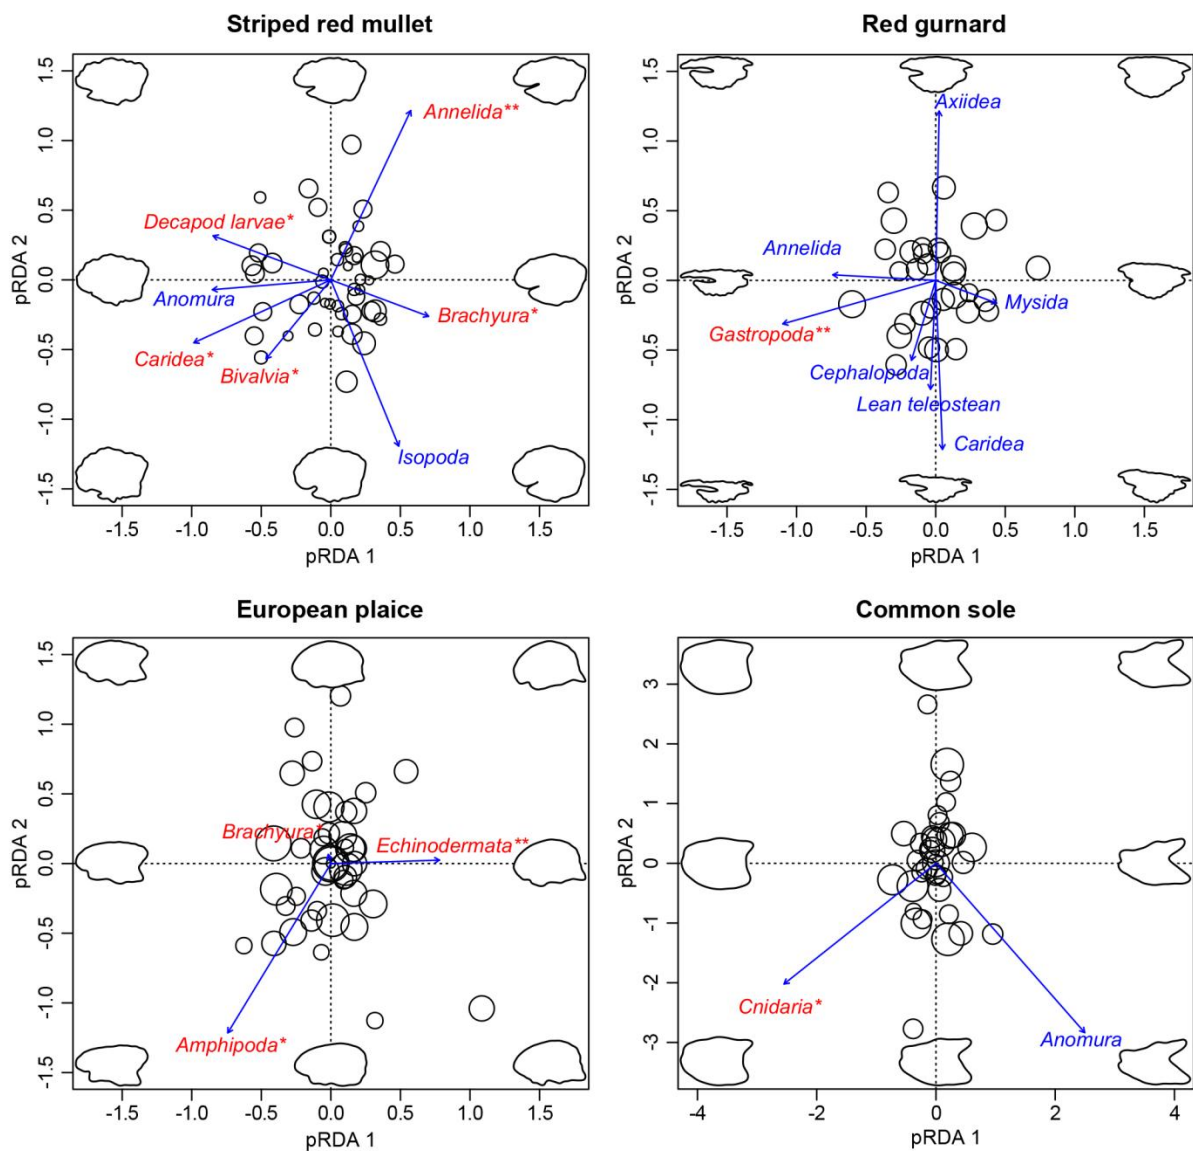 Striped red mullet
Red gurnard
1.5
1.0
0.5
0.0
-0.5
-1.0
-1.5
pRDA 2
Annelida**
Decapod larvae*
Anomura
Brachyura*
Caridea*
Bivalvia*
Isopoda
-1.5 -1.0 -0.5 0.0 0.5 1.0 1.5
pRDA 1
1.5
1.0
0.5
0.0
-0.5
-1.0
-1.5
pRDA 2
Axiidea
Annelida
Mysida
Gastropoda**
Cephalopoda
Lean teleostean
Caridea
-1.5 -1.0 -0.5 0.0 0.5 1.0 1.5
pRDA 1
European plaice
Common sole
1.5
1.0
0.5
0.0
-0.5
-1.0
-1.5
pRDA 2
Brachyura*
Echinodermata**
Amphipoda*
-1.5 -1.0 -0.5 0.0 0.5 1.0 1.5
pRDA 1
3
2
1
0
-1
-2
-3
pRDA 2
Cnidaria*
Anomura
-4 -2 0 2 4
pRDA 1